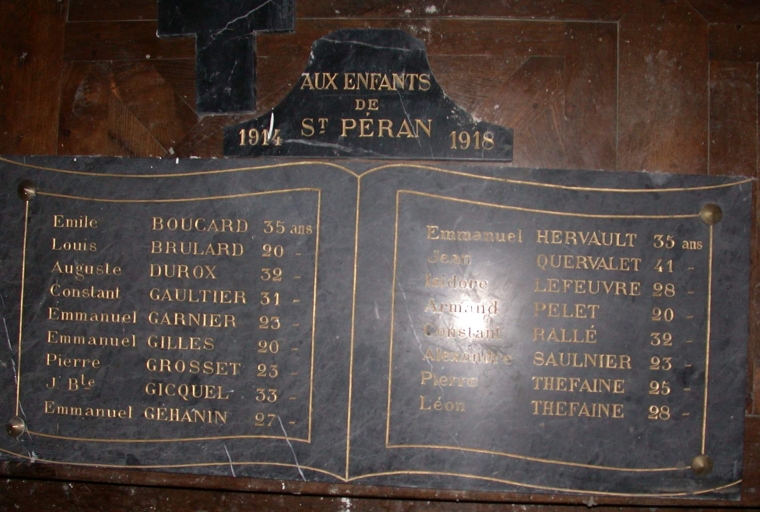 AUX ENFANTS
DE
ST PÉRAN
1914 1918
Emile BOUCARD 35 ans
Louis BRULARD 20 -
Auguste DUROX 32 -
Constant GAULTIER 31 -
Emmanuel GARNIER 23 -
Emmanuel GILLES 20 -
Pierre GROSSET 23 -
J. Bte GICQUEL 33 -
Emmanuel GÉHANIN 27 -
Emmanuel HERVAULT 35 ans
Jean QUERVALET 41 -
Isidore LEFEUVRE 28 -
Armand PELET 20 -
Constant RALLÉ 32 -
Alexandre SAULNIER 23 -
Pierre THEFAINE 25 -
Léon THEFAINE 28 -